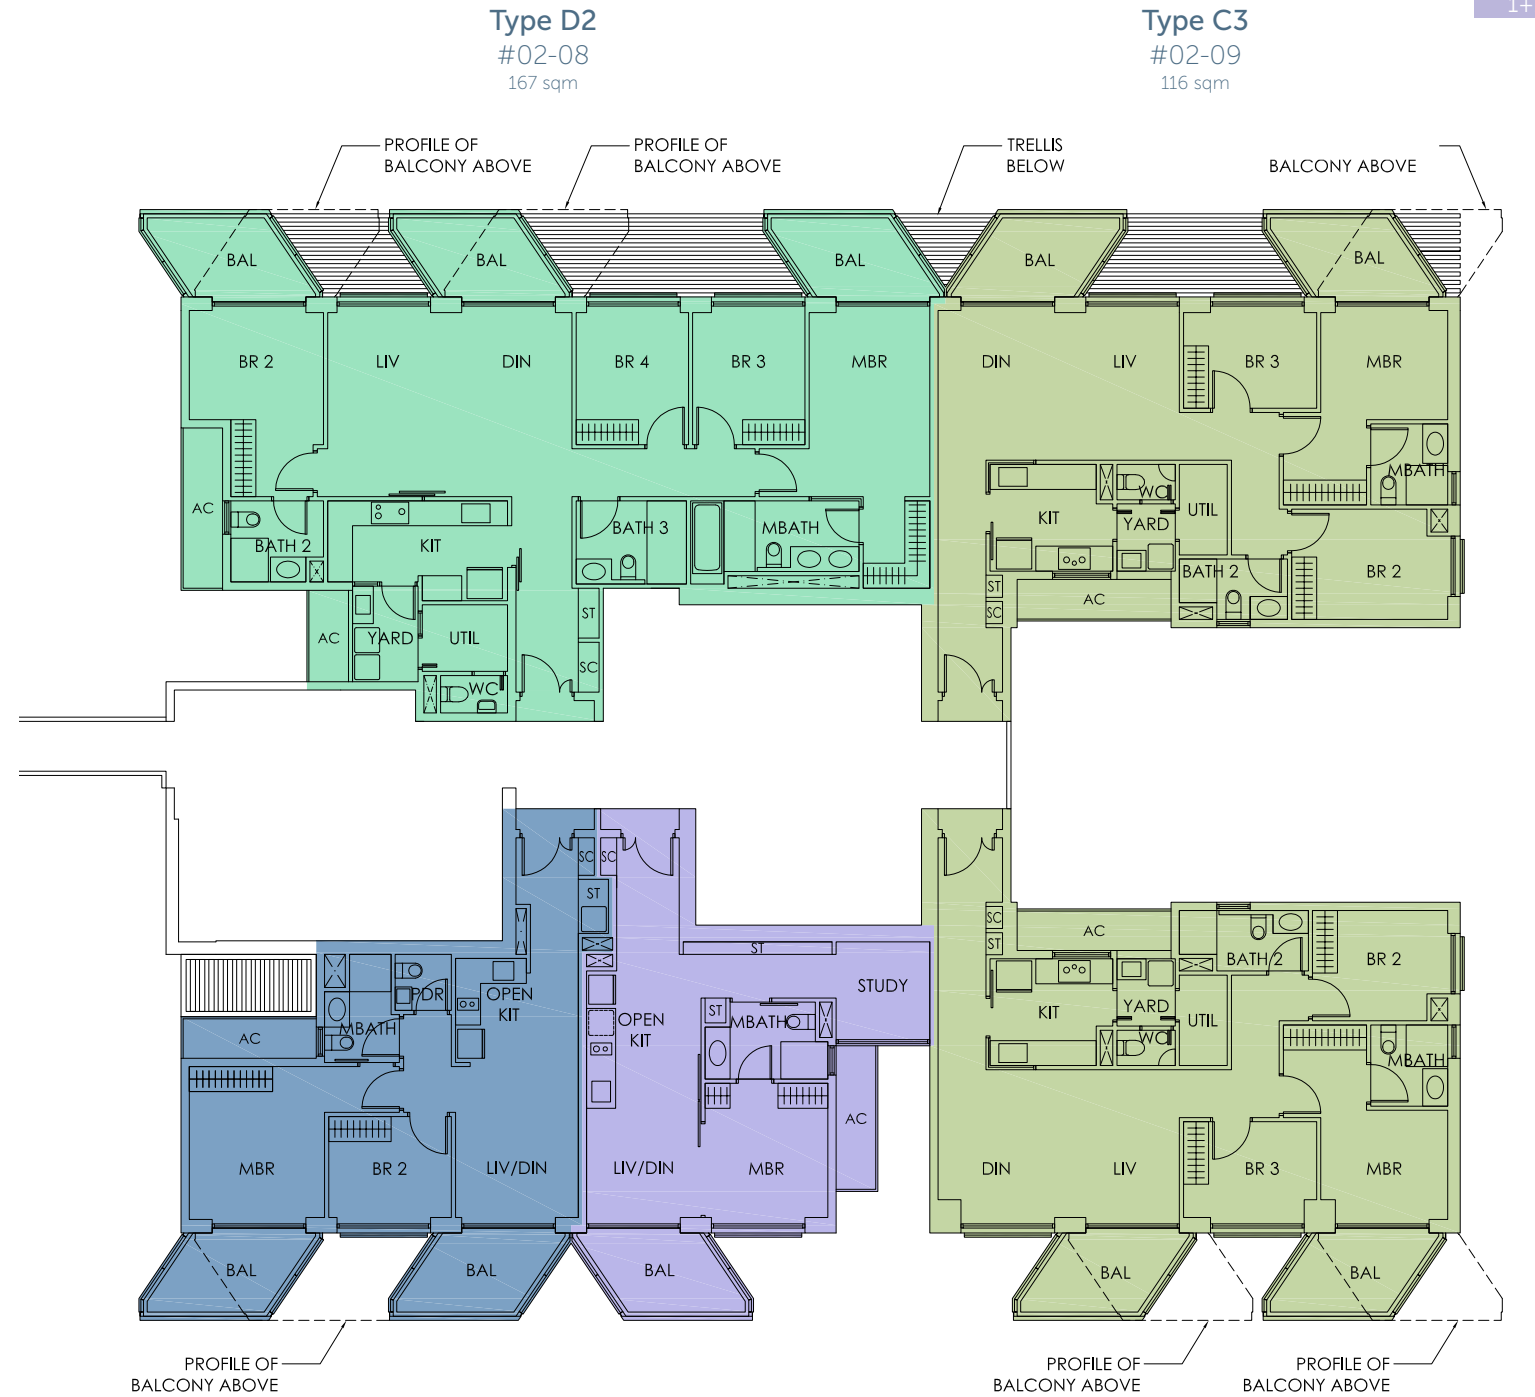 1+
Type D2
#02-08
167 sqm
Type C3
#02-09
116 sqm
PROFILE OF
BALCONY ABOVE
PROFILE OF
BALCONY ABOVE
TRELLIS
BELOW
BALCONY ABOVE
BAL
BAL
BAL
BAL
BAL
BR 2
LIV
DIN
BR 4
BR 3
MBR
DIN
LIV
BR 3
MBR
AC
BATH 2
KIT
BATH 3
MBATH
KIT
WC
YARD
UTIL
MBATH
BATH 2
BR 2
AC
ST
SC
AC
YARD
UTIL
WC
ST
SC
SC
SC
ST
ST
STUDY
SC
ST
AC
BATH 2
BR 2
PDR
OPEN
KIT
MBATH
AC
OPEN
KIT
ST
MBATH
KIT
YARD
WC
UTIL
MBATH
AC
MBR
BR 2
LIV/DIN
LIV/DIN
MBR
DIN
LIV
BR 3
MBR
BAL
BAL
BAL
BAL
BAL
PROFILE OF
BALCONY ABOVE
PROFILE OF
BALCONY ABOVE
PROFILE OF
BALCONY ABOVE